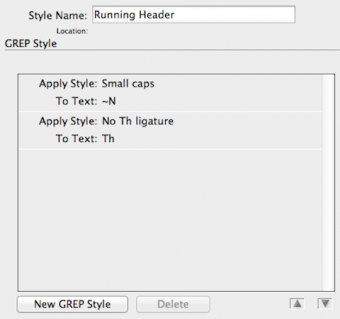 Style Name: Running Header
Location:
GREP Style
Apply Style: Small caps
To Text: ~N
Apply Style: No Th ligature
To Text: Th
New GREP Style Delete